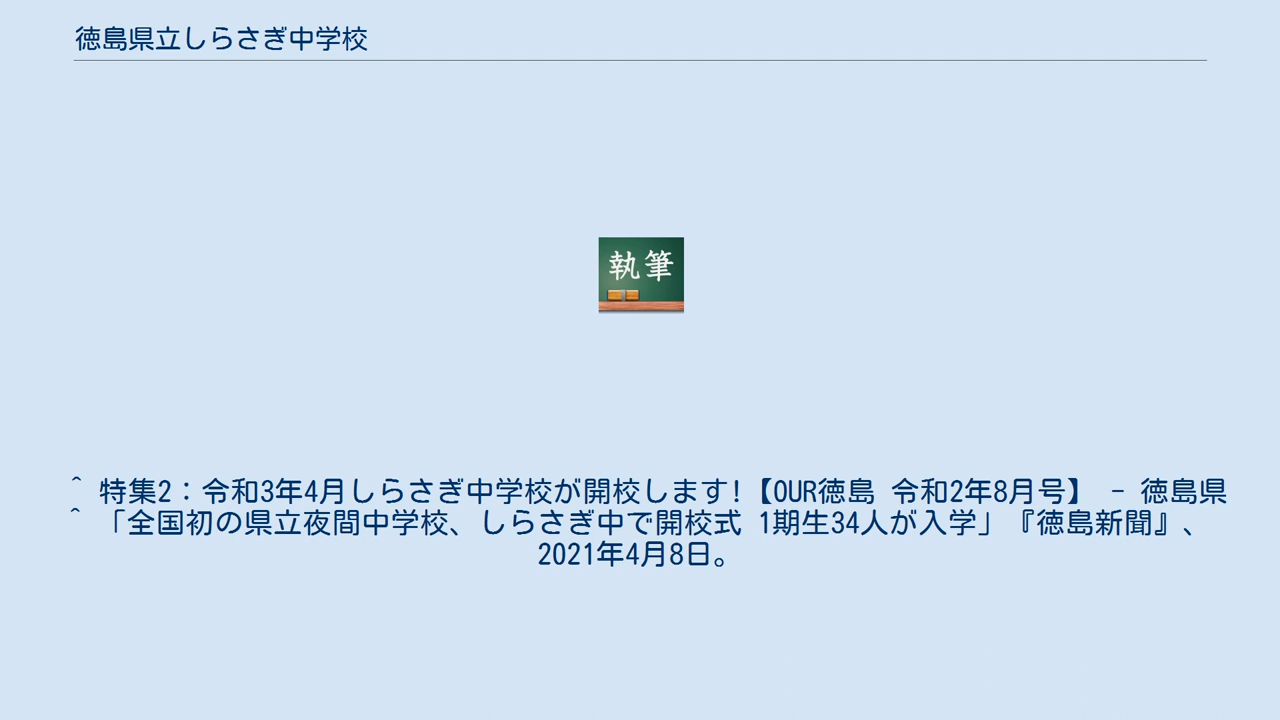 徳島県立しらさぎ中学校
執筆
^ 特集2：令和3年4月しらさぎ中学校が開校します!【OUR徳島 令和2年8月号】 - 徳島県
^ 「全国初の県立夜間中学校、しらさぎ中で開校式 1期生34人が入学」『徳島新聞』、
2021年4月8日。